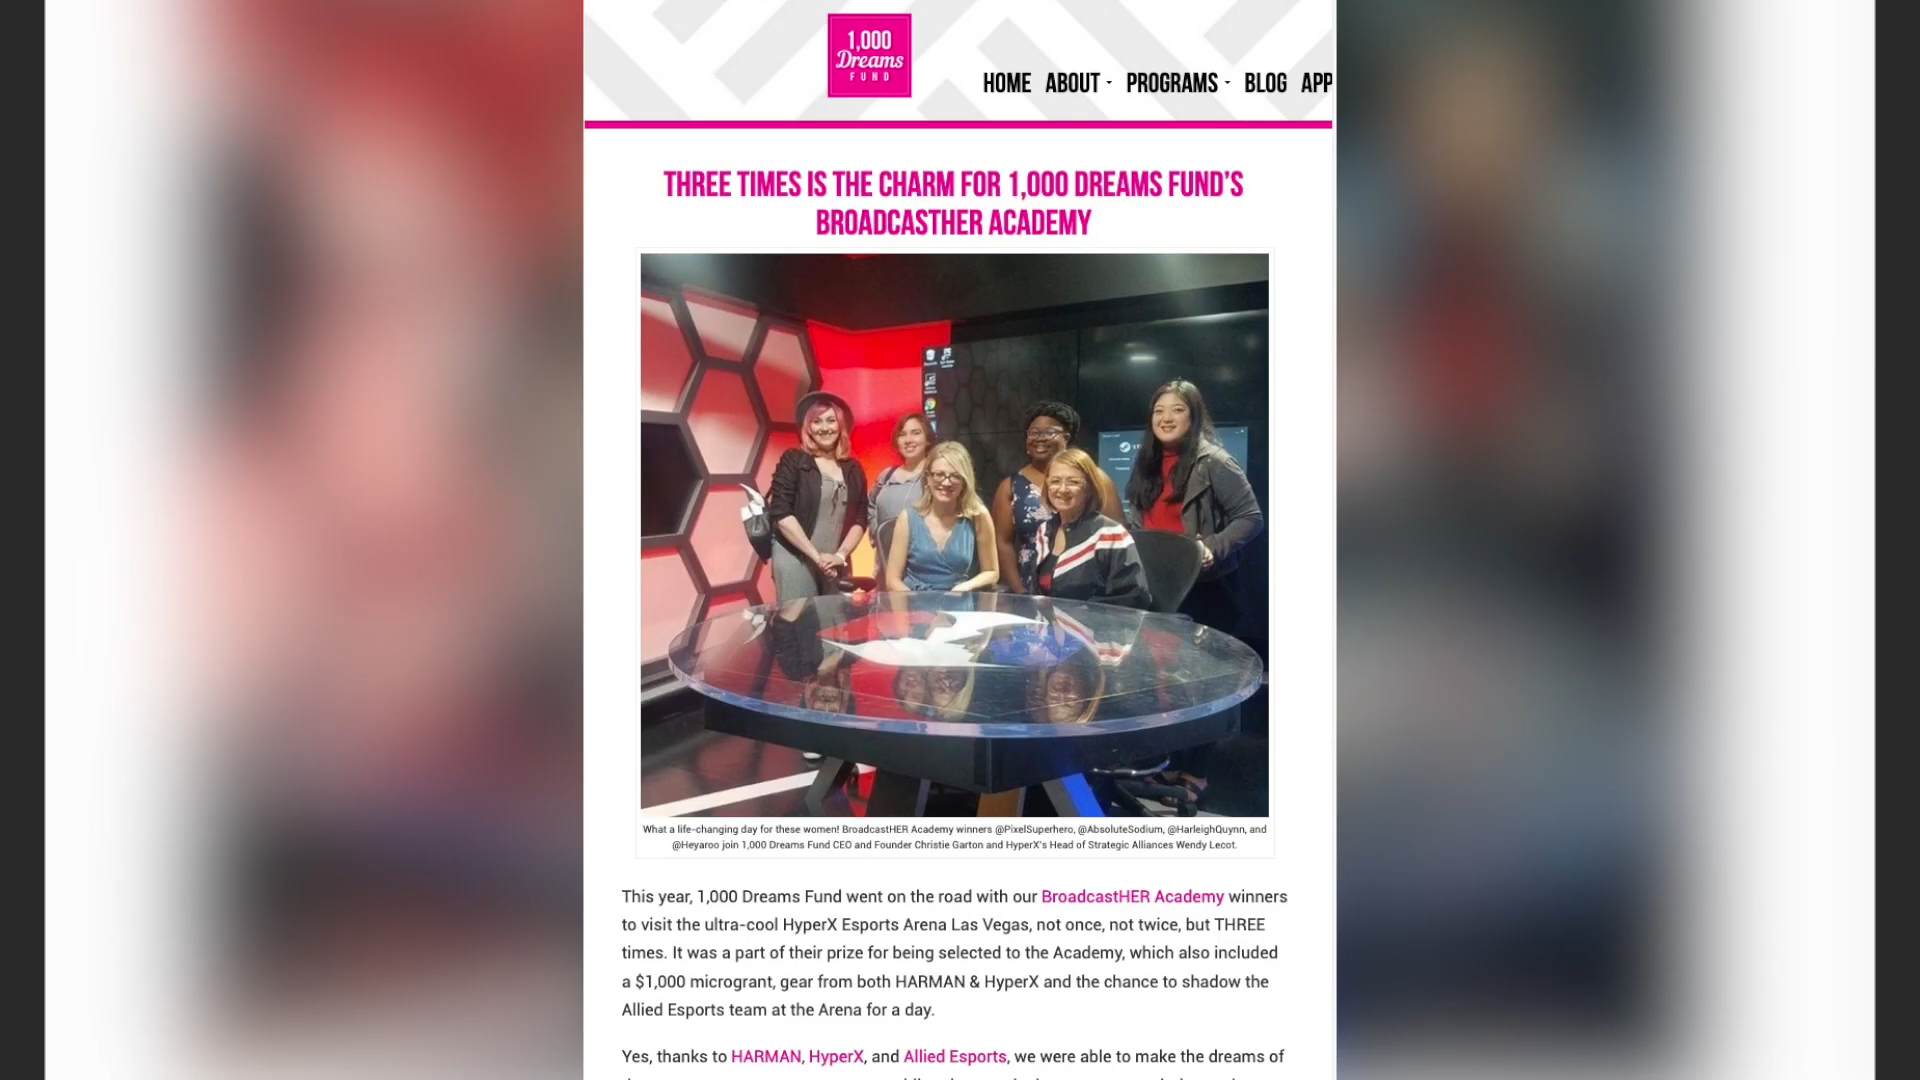 1,000
Dreams
FUND
HOME ABOUT PROGRAMS BLOG APP
THREE TIMES IS THE CHARM FOR 1,000 DREAMS FUND'S
BROADCASTHER ACADEMY
What a life-changing day for these women! BroadcastHER Academy winners @PixelSuperhero, @AbsoluteSodium, @HarleighQuynn, and
@Heyaroo join 1,000 Dreams Fund CEO and Founder Christie Garton and HyperX's Head of Strategic Alliances Wendy Lecot.
This year, 1,000 Dreams Fund went on the road with our BroadcastHER Academy winners
to visit the ultra-cool HyperX Esports Arena Las Vegas, not once, not twice, but THREE
times. It was a part of their prize for being selected to the Academy, which also included
a $1,000 microgrant, gear from both HARMAN & HyperX and the chance to shadow the
Allied Esports team at the Arena for a day.
Yes, thanks to HARMAN, HyperX, and Allied Esports, we were able to make the dreams of